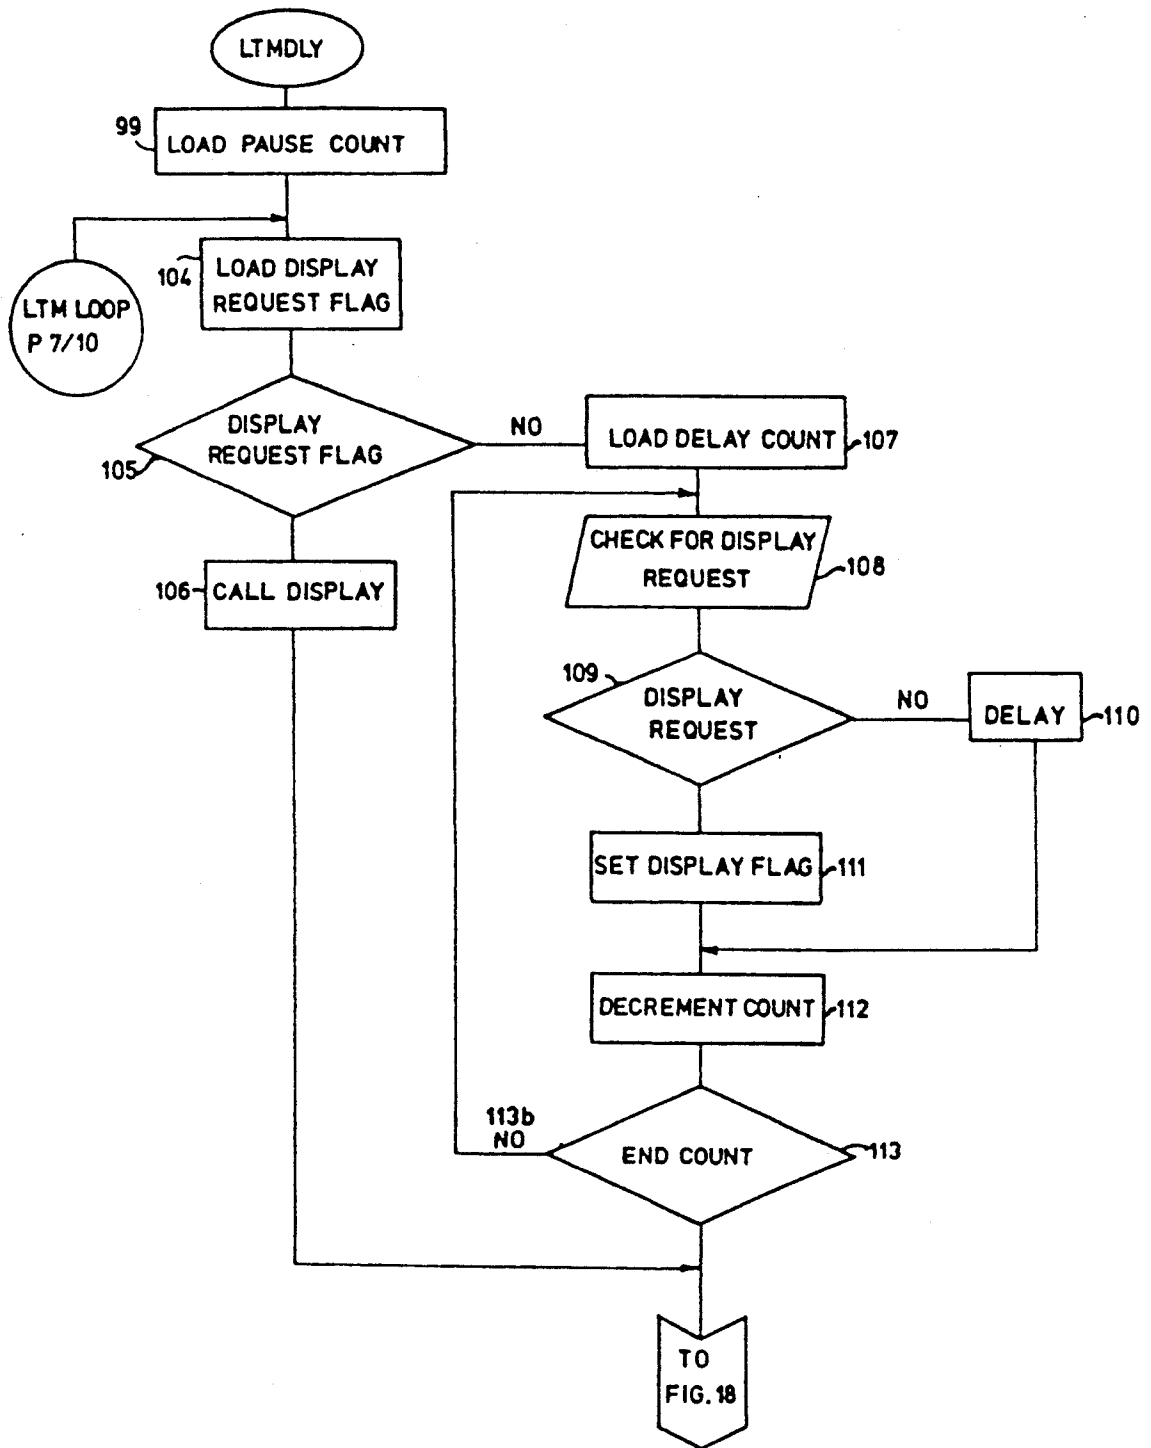 LTMDLY
99
LOAD PAUSE COUNT
104
LOAD DISPLAY
REQUEST FLAG
LTM LOOP
P 7/10
DISPLAY
REQUEST FLAG
105
NO
LOAD DELAY COUNT
107
CHECK FOR DISPLAY
REQUEST
108
106
CALL DISPLAY
109
DISPLAY
REQUEST
NO
DELAY
110
SET DISPLAY FLAG
111
DECREMENT COUNT
112
113b
NO
END COUNT
113
TO
FIG. 18